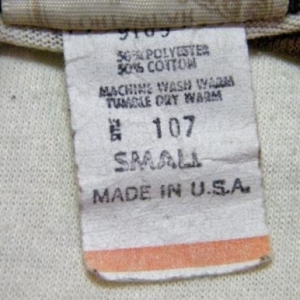 50% POLYESTER
50% COTTON
MACHINE WASH WARM
TUMBLE DRY WARM
107
SMALL
MADE IN U.S.A.